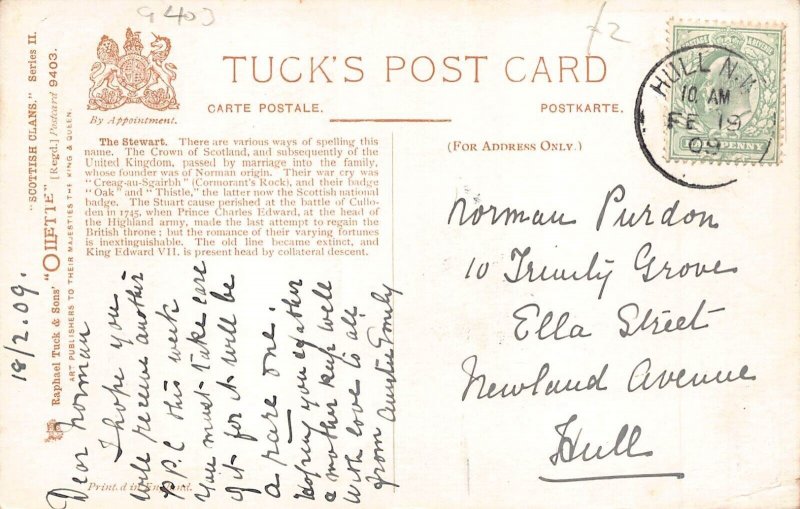 9403
£2
"SCOTTISH CLANS." Series II.
Raphael Tuck & Sons' "OILETTE" [Regd.] Postcard 9403.
ART PUBLISHERS TO THEIR MAJESTIES THE KING & QUEEN.
By Appointment.
TUCK'S POST CARD
CARTE POSTALE.
POSTKARTE.
(FOR ADDRESS ONLY.)
The Stewart. There are various ways of spelling this
name. The Crown of Scotland, and subsequently of the
United Kingdom, passed by marriage into the family,
whose founder was of Norman origin. Their war cry was
"Creag-au-Sgairbh" (Cormorant's Rock), and their badge
"Oak" and "Thistle," the latter now the Scottish national
badge. The Stuart cause perished at the battle of Cullo-
den in 1745, when Prince Charles Edward, at the head of
the Highland army, made the last attempt to regain the
British throne; but the romance of their varying fortunes
is inextinguishable. The old line became extinct, and
King Edward VII. is present head by collateral descent.
18/2.09.
Dear Norman
I hope you
will receive another
P.P.C this week
you must take care
of it for it will be
a rare one.
Hoping you & father
& mother keep well
with love to all
from Auntie Emily
Printed in England.
HULL N.
10 AM
FE 19
09
PENNY
Norman Purdon
10 Trinity Grove
Ella Street
Newland Avenue
Hull